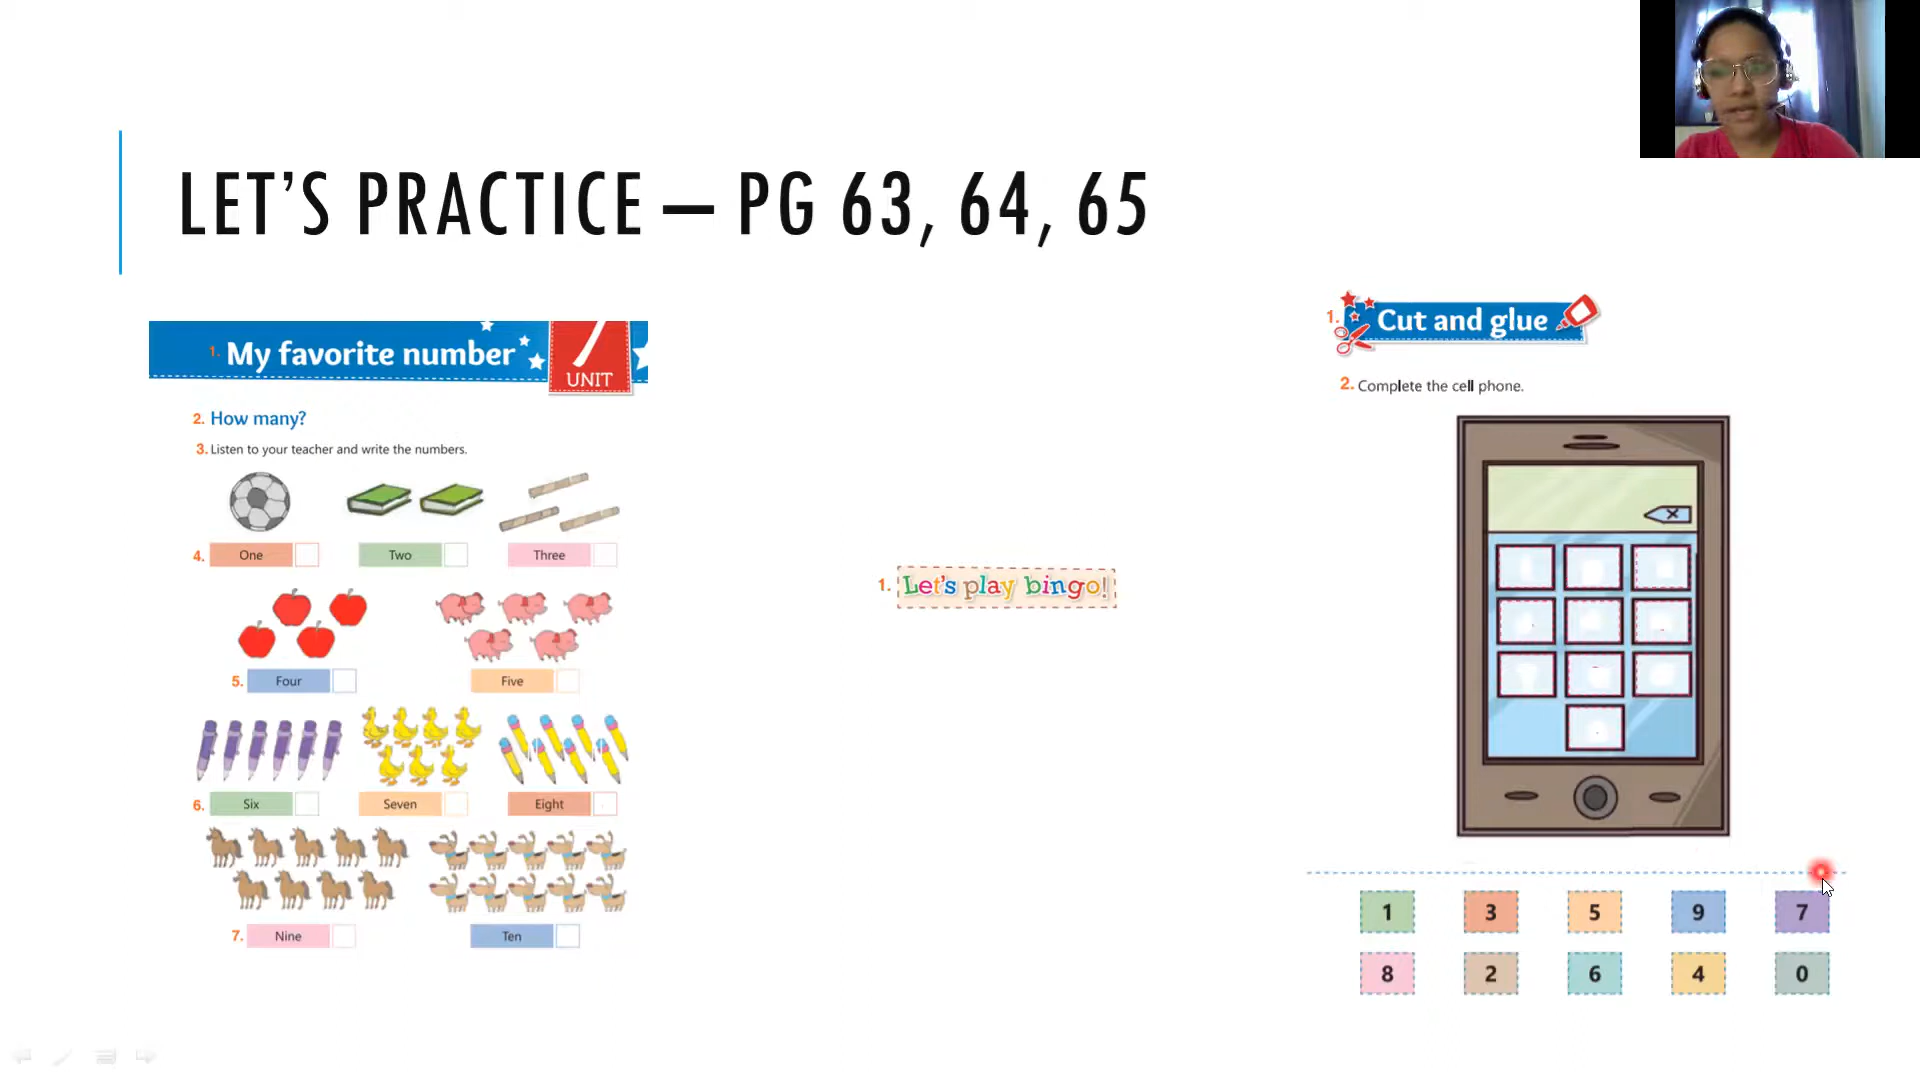 LET'S PRACTICE – PG 63, 64, 65
1. My favorite number
7
UNIT
2. How many?
3. Listen to your teacher and write the numbers.
4. One Two Three
5. Four Five
6. Six Seven Eight
7. Nine Ten
1. Let's play bingo!
1. Cut and glue
2. Complete the cell phone.
1 3 5 9 7
8 2 6 4 0